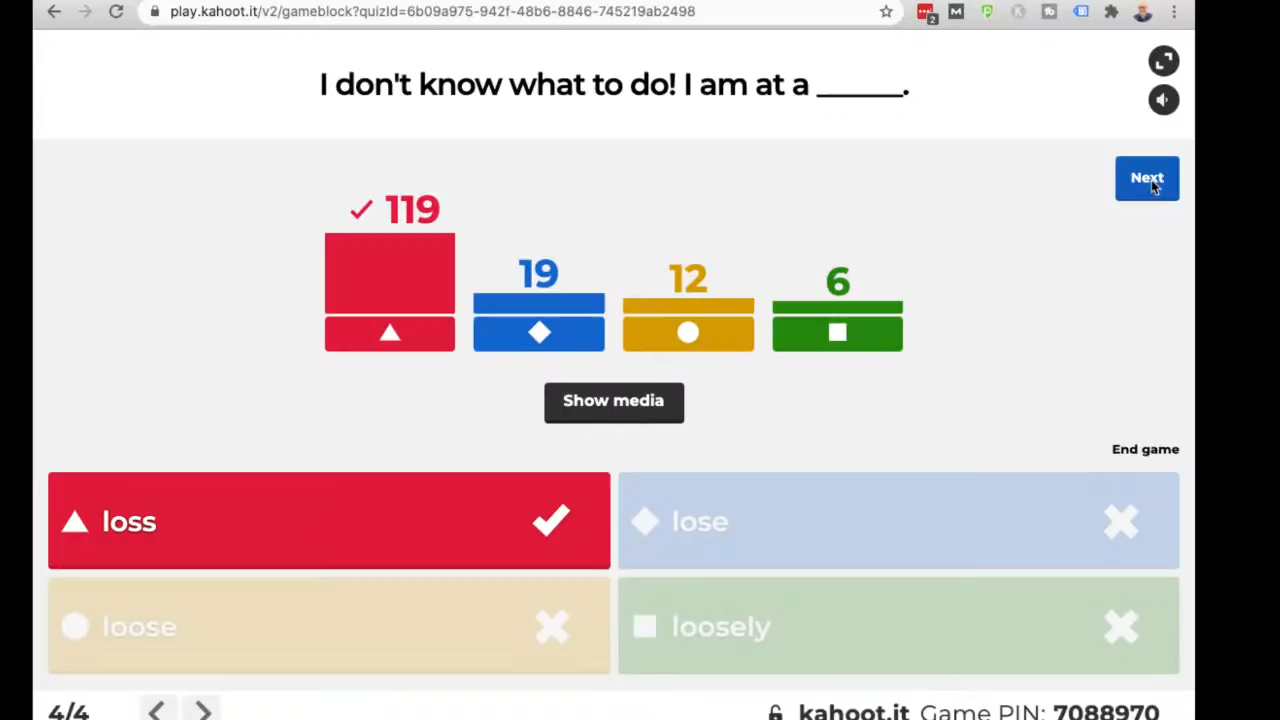 play.kahoot.it/v2/gameblock?quizId=6b09a975-942f-48b6-8846-745219ab2498
2
M
I don't know what to do! I am at a ______.
Next
119
19
12
6
Show media
End game
loss
lose
loose
loosely
4/4
kahoot.it Game PIN: 7088970